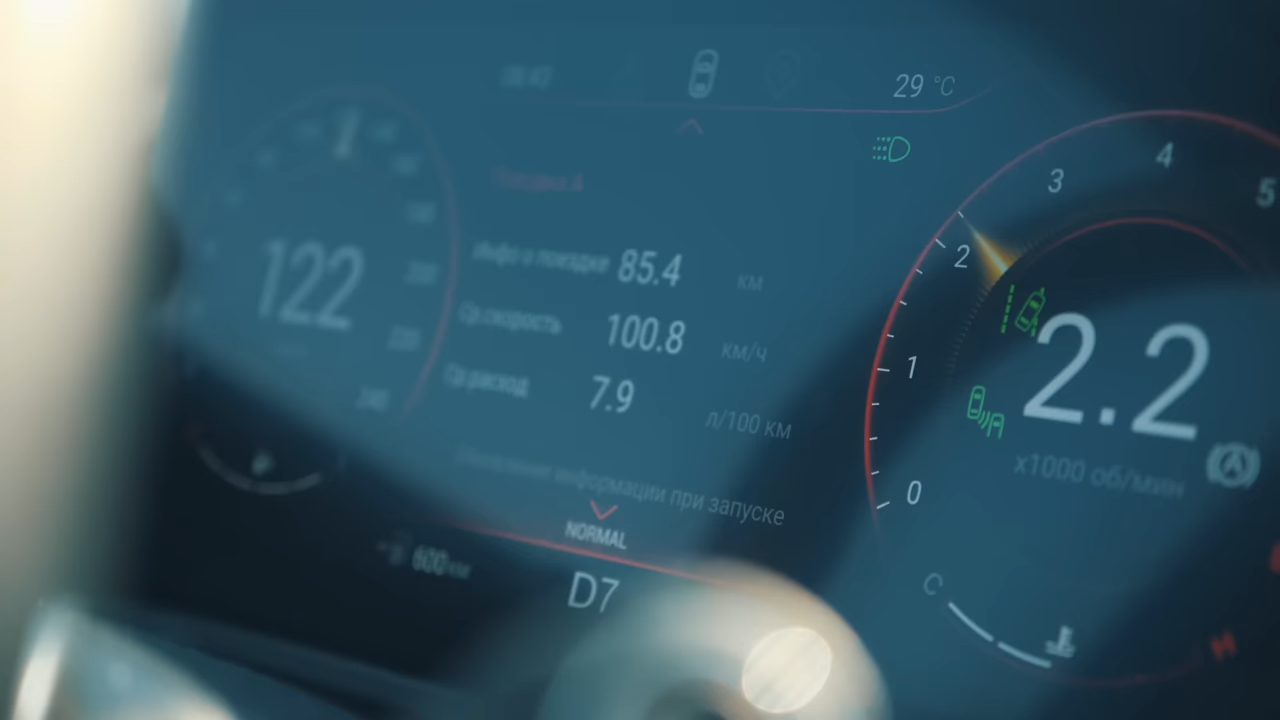 29 °C
122
240
Инфо о поездке 85.4 км
Ср.скорость 100.8 км/ч
Ср.расход 7.9 л/100 км
информации при запуске
NORMAL
D7
600 км
0
1
2
3
4
5
2.2
x1000 об/мин
A
C
H